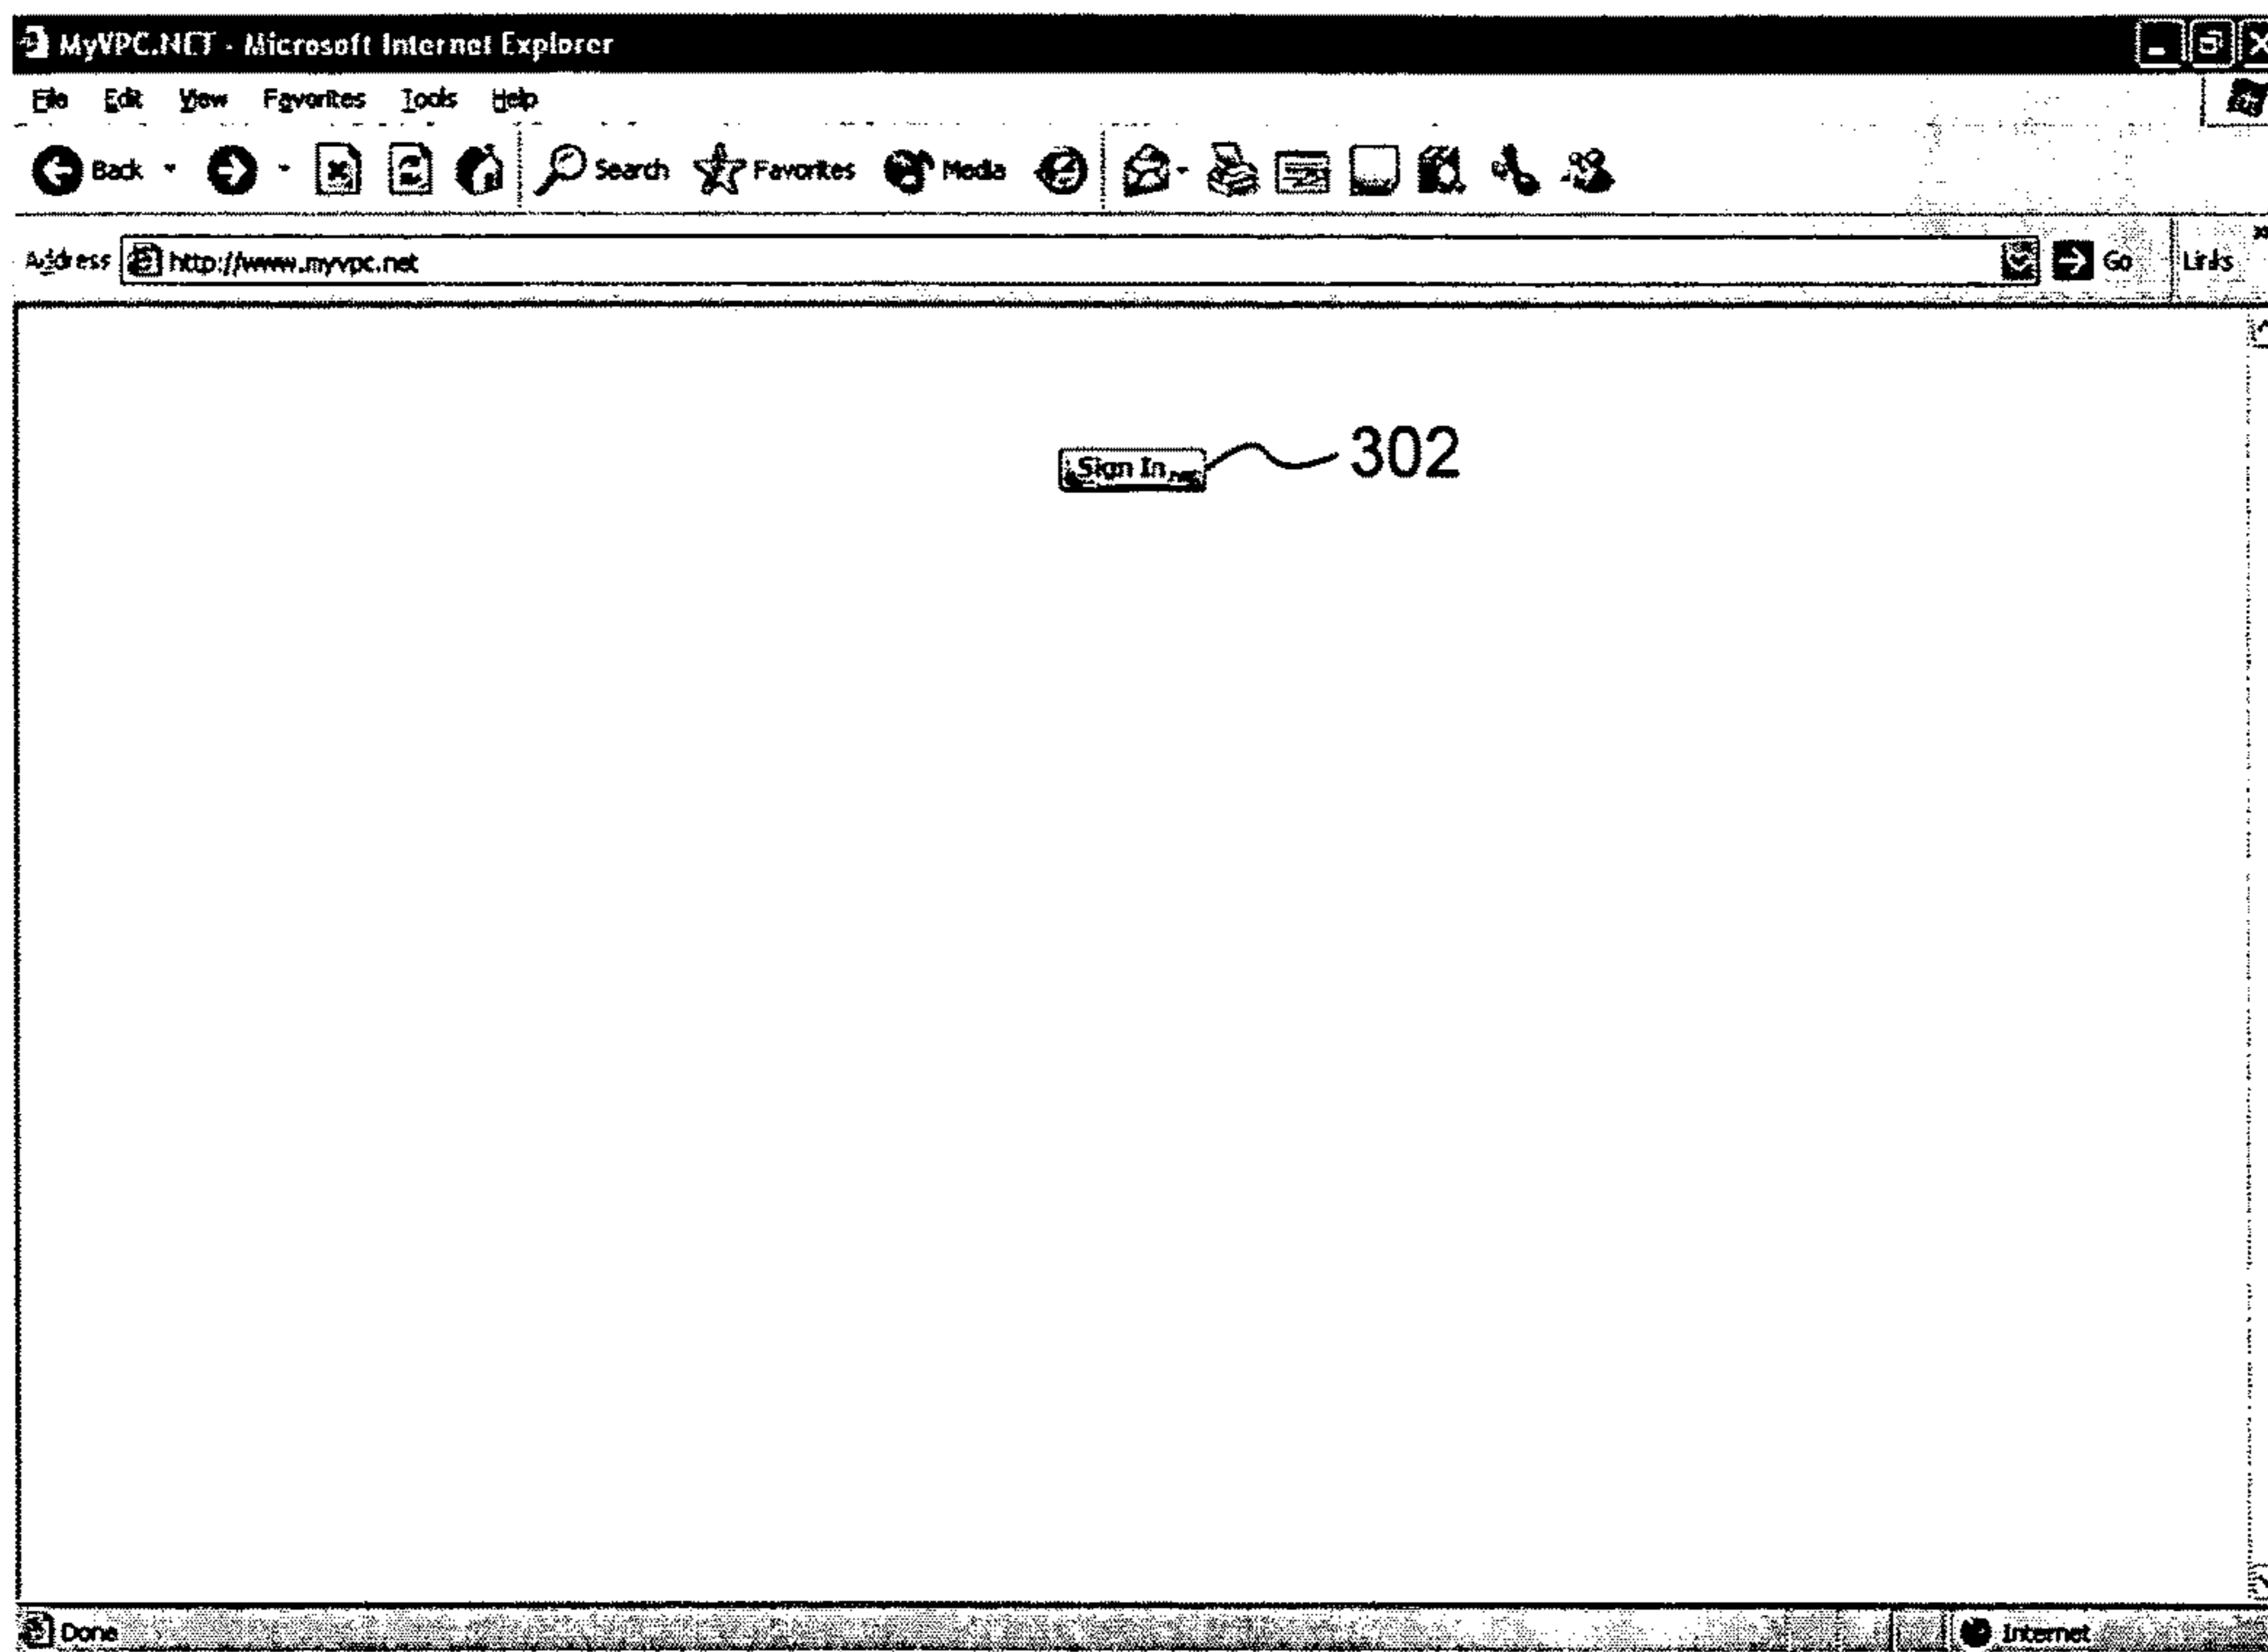 MyVPC.NET - Microsoft Internet Explorer
File Edit View Favorites Tools Help
Back Search Favorites Media
Address http://www.myvpc.net Go Links
Sign In .net 302
Done Internet